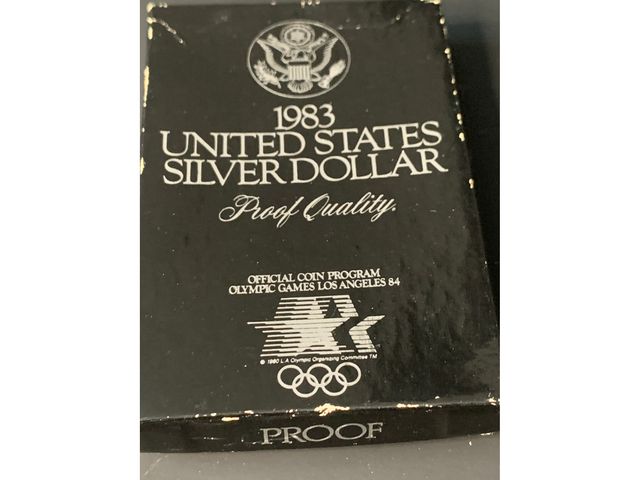 1983
UNITED STATES
SILVER DOLLAR
Proof Quality.
OFFICIAL COIN PROGRAM
OLYMPIC GAMES LOS ANGELES 84
© 1980 L.A. Olympic Organizing Committee TM
PROOF